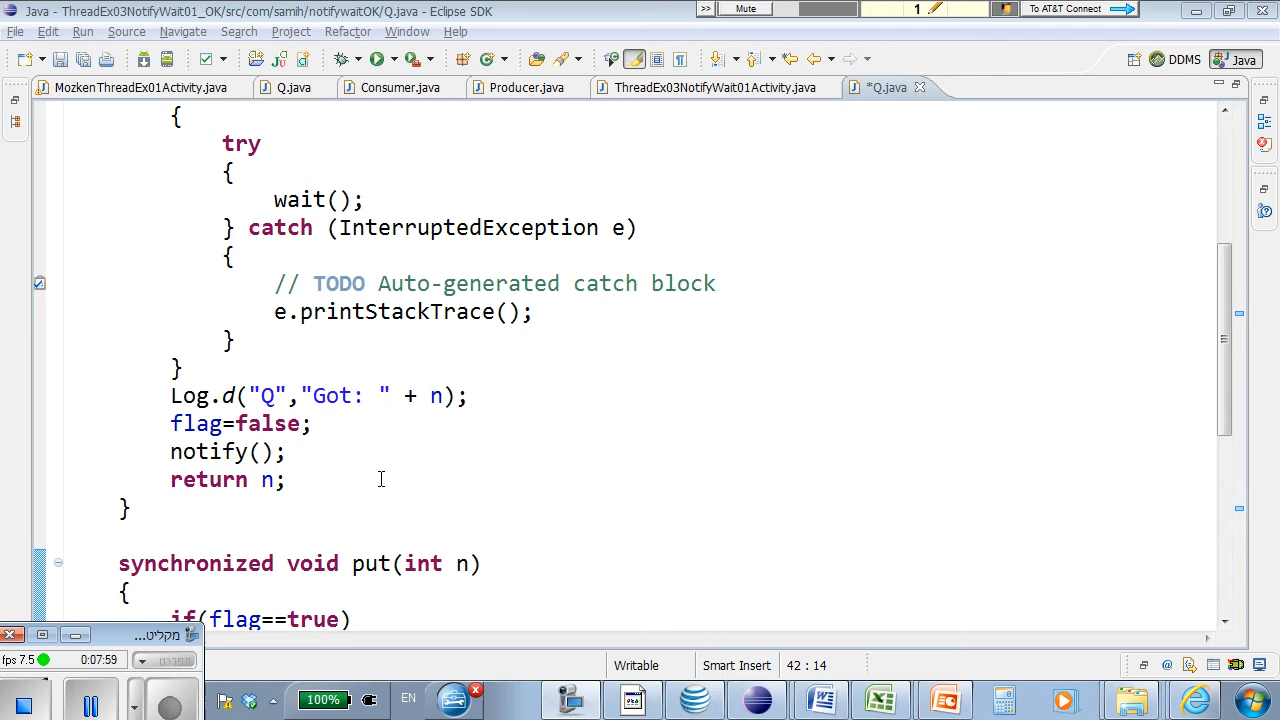 Java - ThreadEx03NotifyWait01_OK/src/com/samih/notifywaitOK/Q.java - Eclipse SDK
>> Mute 1 To AT&T Connect
File Edit Run Source Navigate Search Project Refactor Window Help
DDMS Java
MozkenThreadEx01Activity.java Q.java Consumer.java Producer.java ThreadEx03NotifyWait01Activity.java *Q.java
{
try
{
wait();
} catch (InterruptedException e)
{
// TODO Auto-generated catch block
e.printStackTrace();
}
}
Log.d("Q","Got: " + n);
flag=false;
notify();
return n;
}
synchronized void put(int n)
{
if(flag==true)
מקליט...
Writable Smart Insert 42 : 14
fps 7.5 0:07:59 תפריט
100% EN